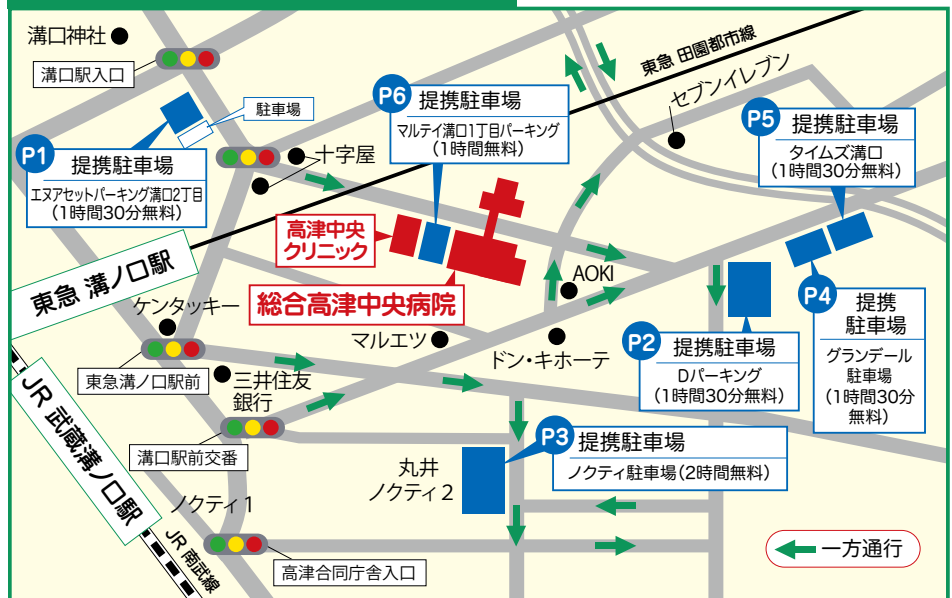 溝口神社
溝口駅入口
駐車場
P1
提携駐車場
エヌアセットパーキング溝口2丁目
(1時間30分無料)
十字屋
P6
提携駐車場
マルテイ溝口1丁目パーキング
(1時間無料)
東急 田園都市線
セブンイレブン
P5
提携駐車場
タイムズ溝口
(1時間30分無料)
高津中央
クリニック
総合高津中央病院
東急 溝ノ口駅
ケンタッキー
東急溝ノ口駅前
マルエツ
AOKI
ドン・キホーテ
P2
提携駐車場
Dパーキング
(1時間30分無料)
P4
提携
駐車場
グランデール
駐車場
(1時間30分
無料)
三井住友
銀行
溝口駅前交番
JR 武蔵溝ノ口駅
ノクティ1
丸井
ノクティ2
P3
提携駐車場
ノクティ駐車場(2時間無料)
JR 南武線
高津合同庁舎入口
一方通行